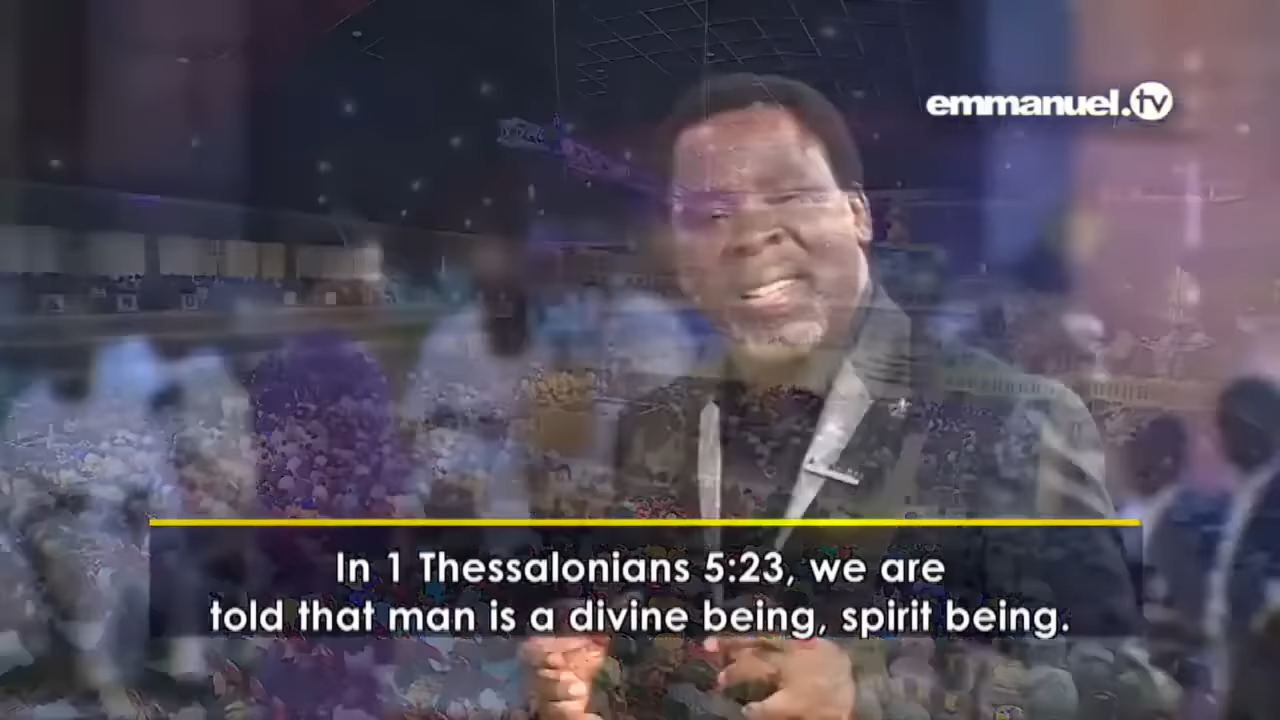 emmanuel.tv
In 1 Thessalonians 5:23, we are
told that man is a divine being, spirit being.